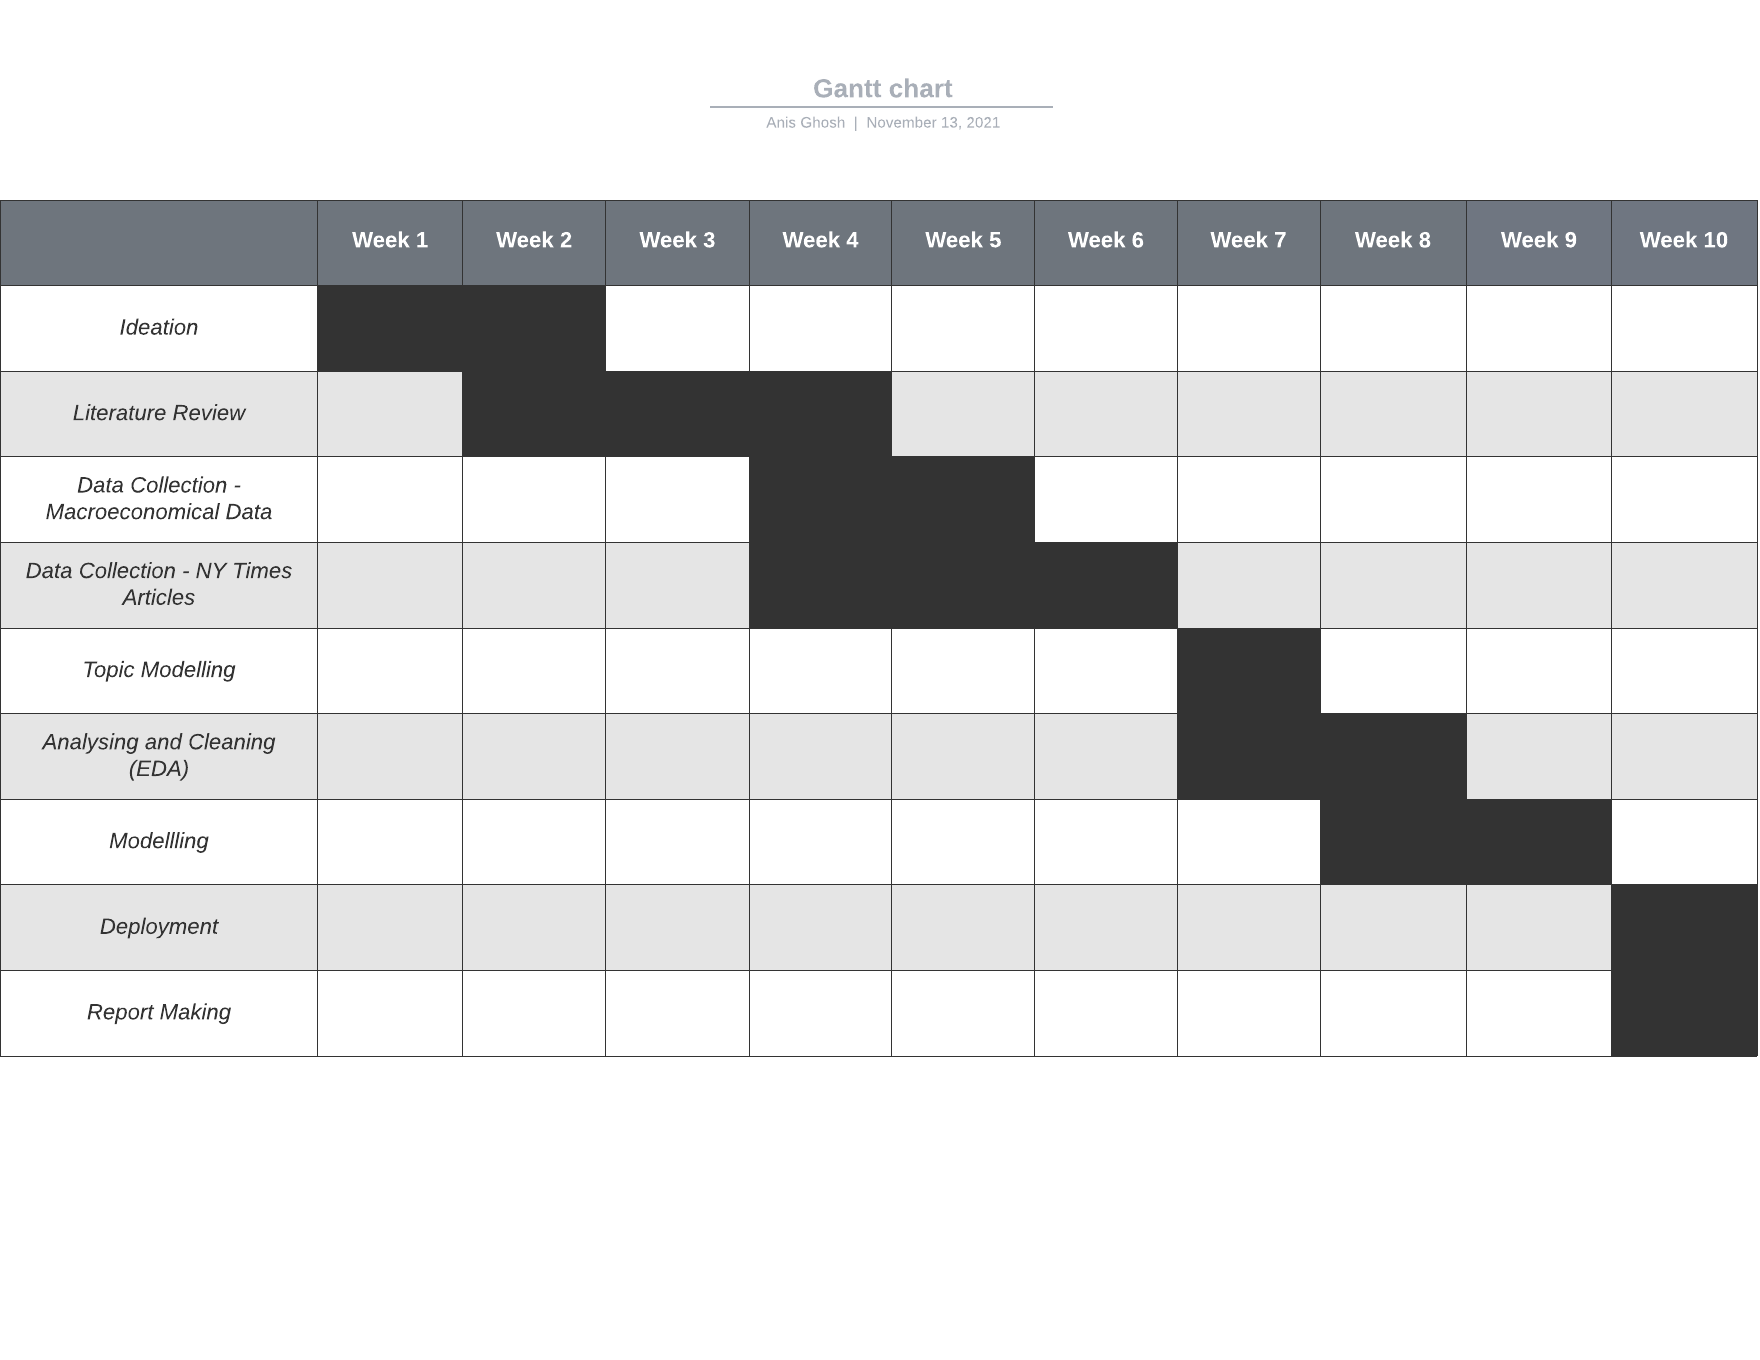 Gantt chart
Anis Ghosh | November 13, 2021
Week 1 Week 2 Week 3 Week 4 Week 5 Week 6 Week 7 Week 8 Week 9 Week 10
Ideation
Literature Review
Data Collection -
Macroeconomical Data
Data Collection - NY Times
Articles
Topic Modelling
Analysing and Cleaning
(EDA)
Modellling
Deployment
Report Making